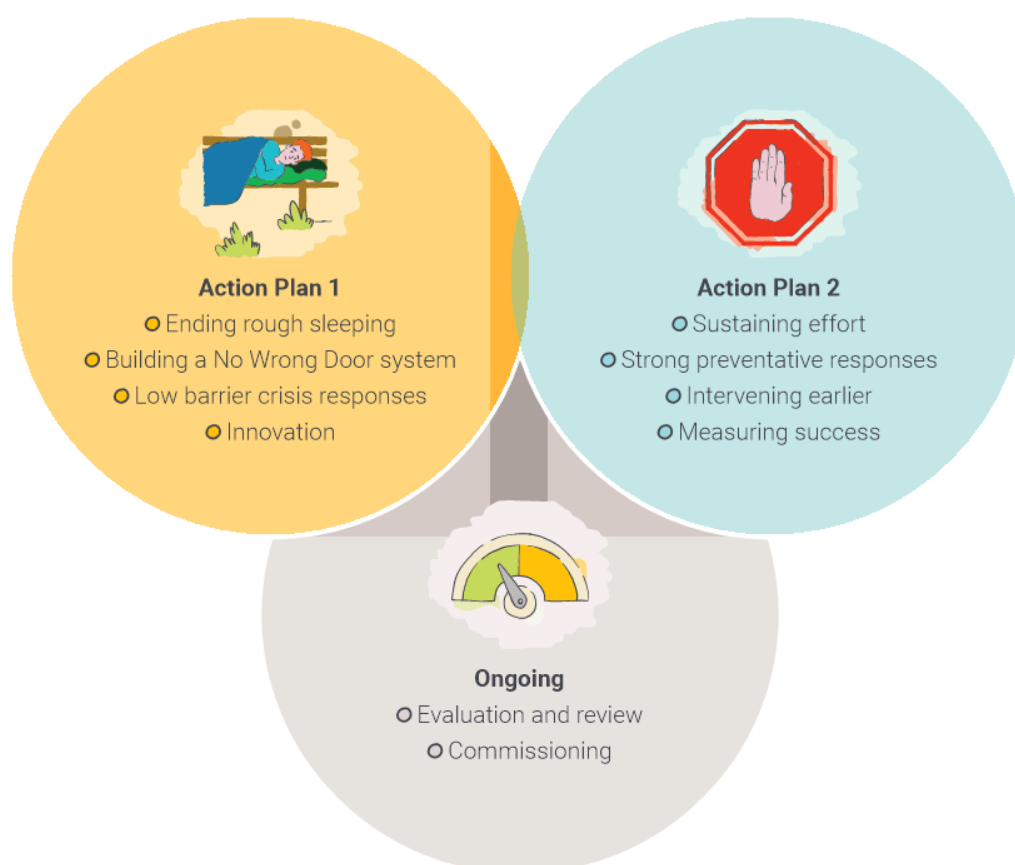 Action Plan 1
Ending rough sleeping
Building a No Wrong Door system
Low barrier crisis responses
Innovation
Action Plan 2
Sustaining effort
Strong preventative responses
Intervening earlier
Measuring success
Ongoing
Evaluation and review
Commissioning